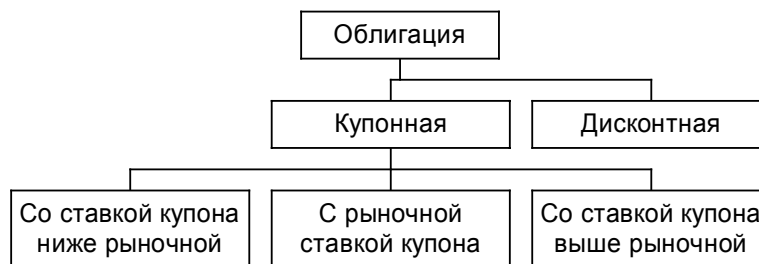 Облигация
Купонная
Дисконтная
Со ставкой купона
ниже рыночной
С рыночной
ставкой купона
Со ставкой купона
выше рыночной